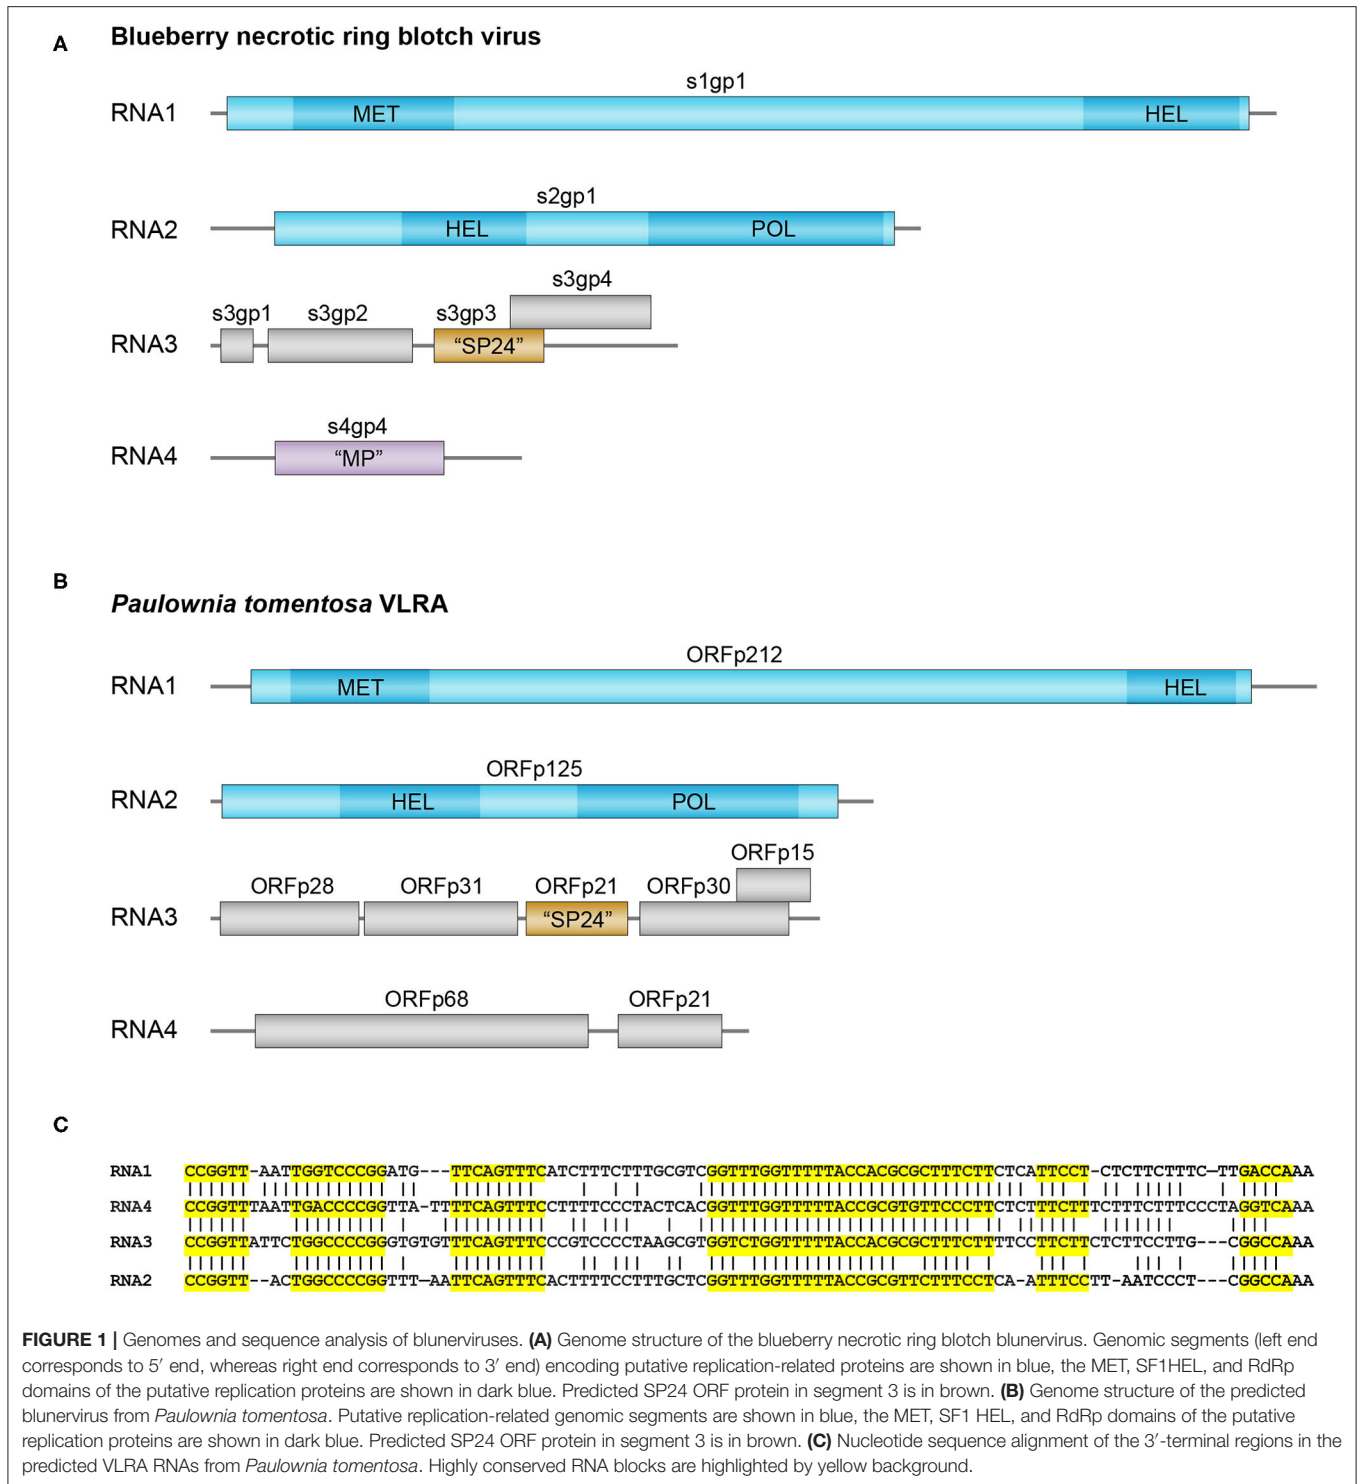 A
Blueberry necrotic ring blotch virus
s1gp1
RNA1
MET
HEL
s2gp1
RNA2
HEL
POL
s3gp4
s3gp1
s3gp2
s3gp3
RNA3
“SP24”
s4gp4
RNA4
“MP”
B
Paulownia tomentosa VLRA
ORFp212
RNA1
MET
HEL
ORFp125
RNA2
HEL
POL
ORFp15
ORFp28
ORFp31
ORFp21
ORFp30
RNA3
“SP24”
ORFp68
ORFp21
RNA4
C
RNA1 CCGGTT-AATTGGTCCCGGATG---TTCAGTTTCATCTTTCTTTGCGTCGGTTTGGTTTTTACCACGCGCTTTCTTCTCATTCCT-CTCTTCTTTC–TTGACCAAA
RNA4 CCGGTTTAATTGACCCCGGTTA-TTTTCAGTTTCCTTTTCCCTACTCACGGTTTGGTTTTTACCGCGTGTTCCCTTCTCTTTCTTTCTTTCTTTCCCTAGGTCAAA
RNA3 CCGGTTATTCTGGCCCCGGGTGTGTTTCAGTTTCCCGTCCCCTAAGCGTGGTCTGGTTTTTACCACGCGCTTTCTTTTCCTTCTTCTCTTCCTTG---CGGCCAAA
RNA2 CCGGTT--ACTGGCCCCGGTTT–AATTCAGTTTCACTTTTCCTTTGCTCGGTTTGGTTTTTACCGCGTTCTTTCCTCA-ATTTCCTT-AATCCCT---CGGCCAAA
FIGURE 1 | Genomes and sequence analysis of blunerviruses. (A) Genome structure of the blueberry necrotic ring blotch blunervirus. Genomic segments (left end
corresponds to 5′ end, whereas right end corresponds to 3′ end) encoding putative replication-related proteins are shown in blue, the MET, SF1HEL, and RdRp
domains of the putative replication proteins are shown in dark blue. Predicted SP24 ORF protein in segment 3 is in brown. (B) Genome structure of the predicted
blunervirus from Paulownia tomentosa. Putative replication-related genomic segments are shown in blue, the MET, SF1 HEL, and RdRp domains of the putative
replication proteins are shown in dark blue. Predicted SP24 ORF protein in segment 3 is in brown. (C) Nucleotide sequence alignment of the 3′-terminal regions in the
predicted VLRA RNAs from Paulownia tomentosa. Highly conserved RNA blocks are highlighted by yellow background.